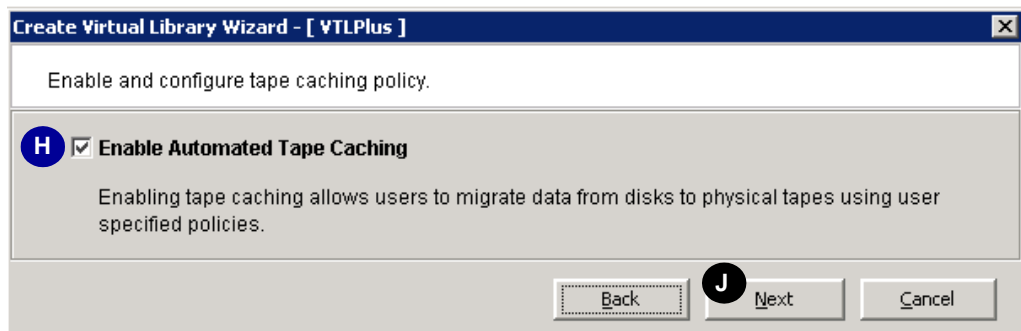 Create Virtual Library Wizard - [ VTLPlus ]
Enable and configure tape caching policy.
H Enable Automated Tape Caching
Enabling tape caching allows users to migrate data from disks to physical tapes using user
specified policies.
Back J Next Cancel